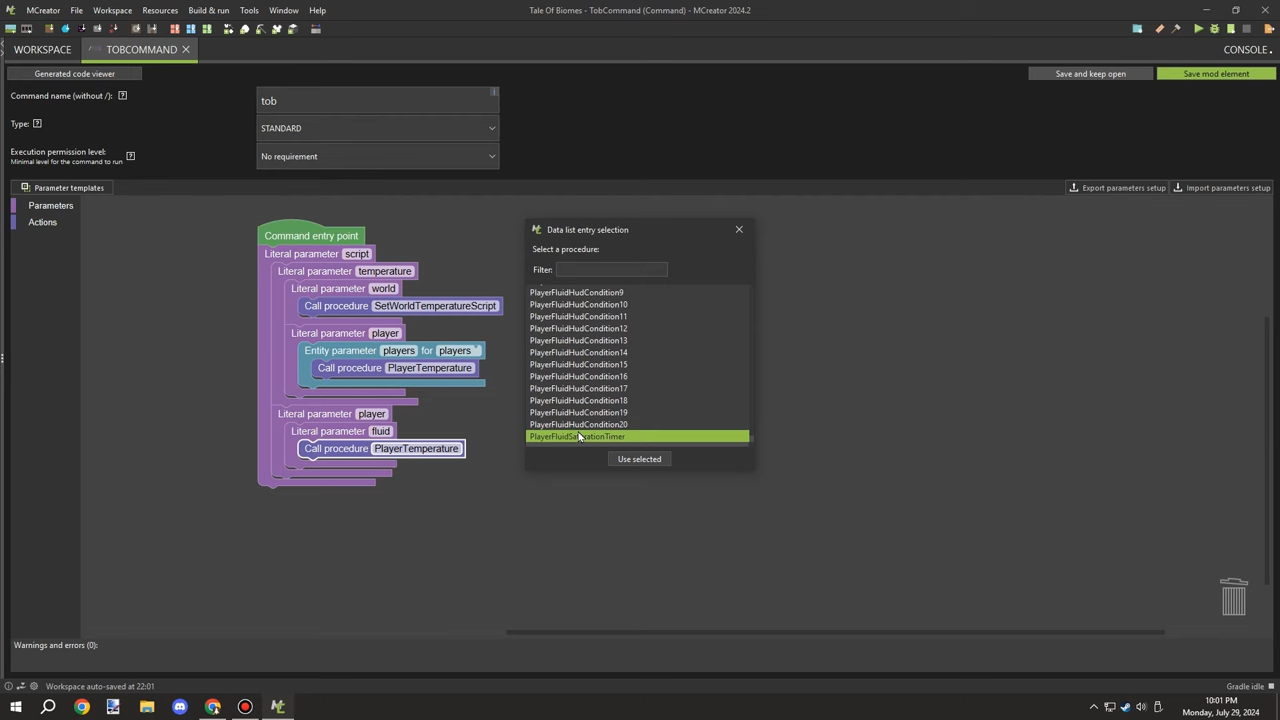 MCreator File Workspace Resources Build & run Tools Window Help
Tale Of Biomes - TobCommand (Command) - MCreator 2024.2
WORKSPACE TOBCOMMAND CONSOLE
Generated code viewer
Save and keep open Save mod element
Command name (without /): ? tob i
Type: ? STANDARD
Execution permission level: ? No requirement
Minimal level for the command to run
Parameter templates
Export parameters setup Import parameters setup
Parameters
Actions
Command entry point
Literal parameter script
Literal parameter temperature
Literal parameter world
Call procedure SetWorldTemperatureScript
Literal parameter player
Entity parameter players for players
Call procedure PlayerTemperature
Literal parameter player
Literal parameter fluid
Call procedure PlayerTemperature
Data list entry selection
Select a procedure:
Filter:
PlayerFluidHudCondition9
PlayerFluidHudCondition10
PlayerFluidHudCondition11
PlayerFluidHudCondition12
PlayerFluidHudCondition13
PlayerFluidHudCondition14
PlayerFluidHudCondition15
PlayerFluidHudCondition16
PlayerFluidHudCondition17
PlayerFluidHudCondition18
PlayerFluidHudCondition19
PlayerFluidHudCondition20
PlayerFluidSaturationTimer
Use selected
Warnings and errors (0):
Workspace auto-saved at 22:01
Gradle idle
10:01 PM
Monday, July 29, 2024